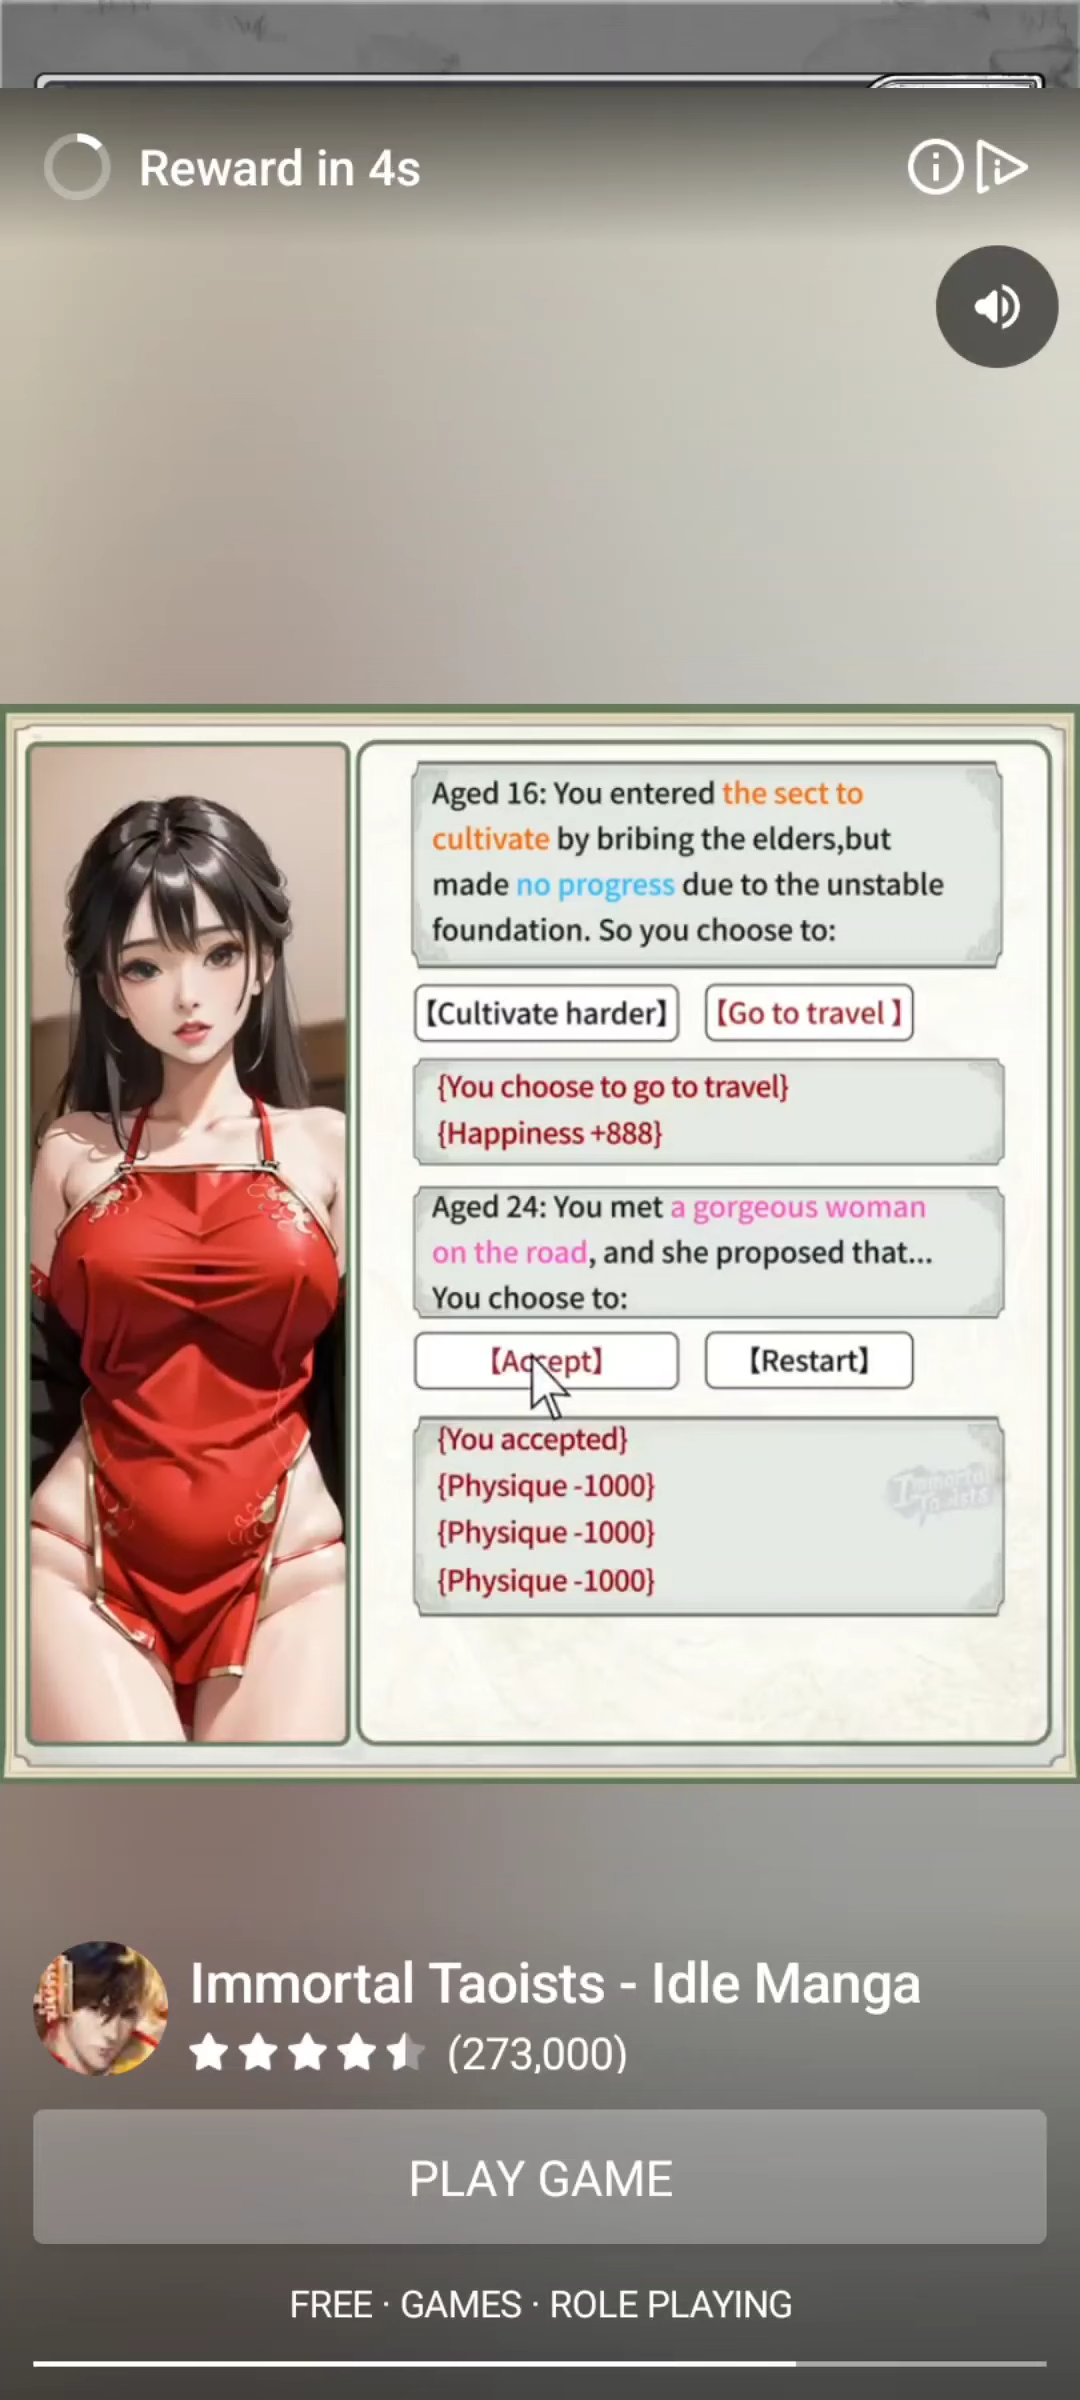 Reward in 4s
Aged 16: You entered the sect to
cultivate by bribing the elders,but
made no progress due to the unstable
foundation. So you choose to:
【Cultivate harder】 【Go to travel 】
{You choose to go to travel}
{Happiness +888}
Aged 24: You met a gorgeous woman
on the road, and she proposed that...
You choose to:
【Accept】 【Restart】
{You accepted}
{Physique -1000}
{Physique -1000}
{Physique -1000}
Immortal
Taoists
Immortal Taoists - Idle Manga
(273,000)
PLAY GAME
FREE · GAMES · ROLE PLAYING